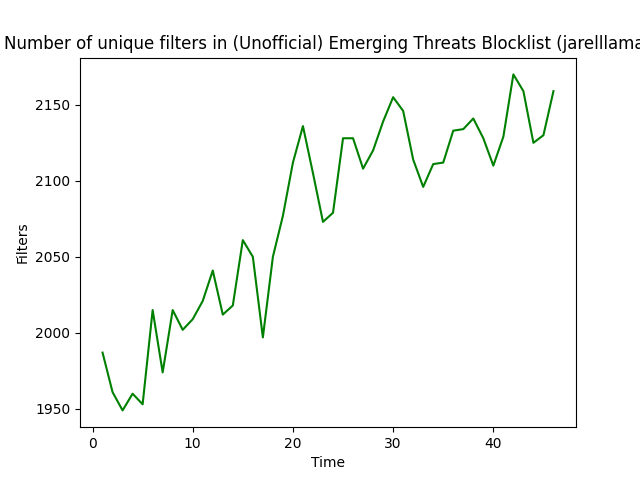 Number of unique filters in (Unofficial) Emerging Threats Blocklist (jarelllama
2150
2100
2050
2000
1950
Filters
0 10 20 30 40
Time